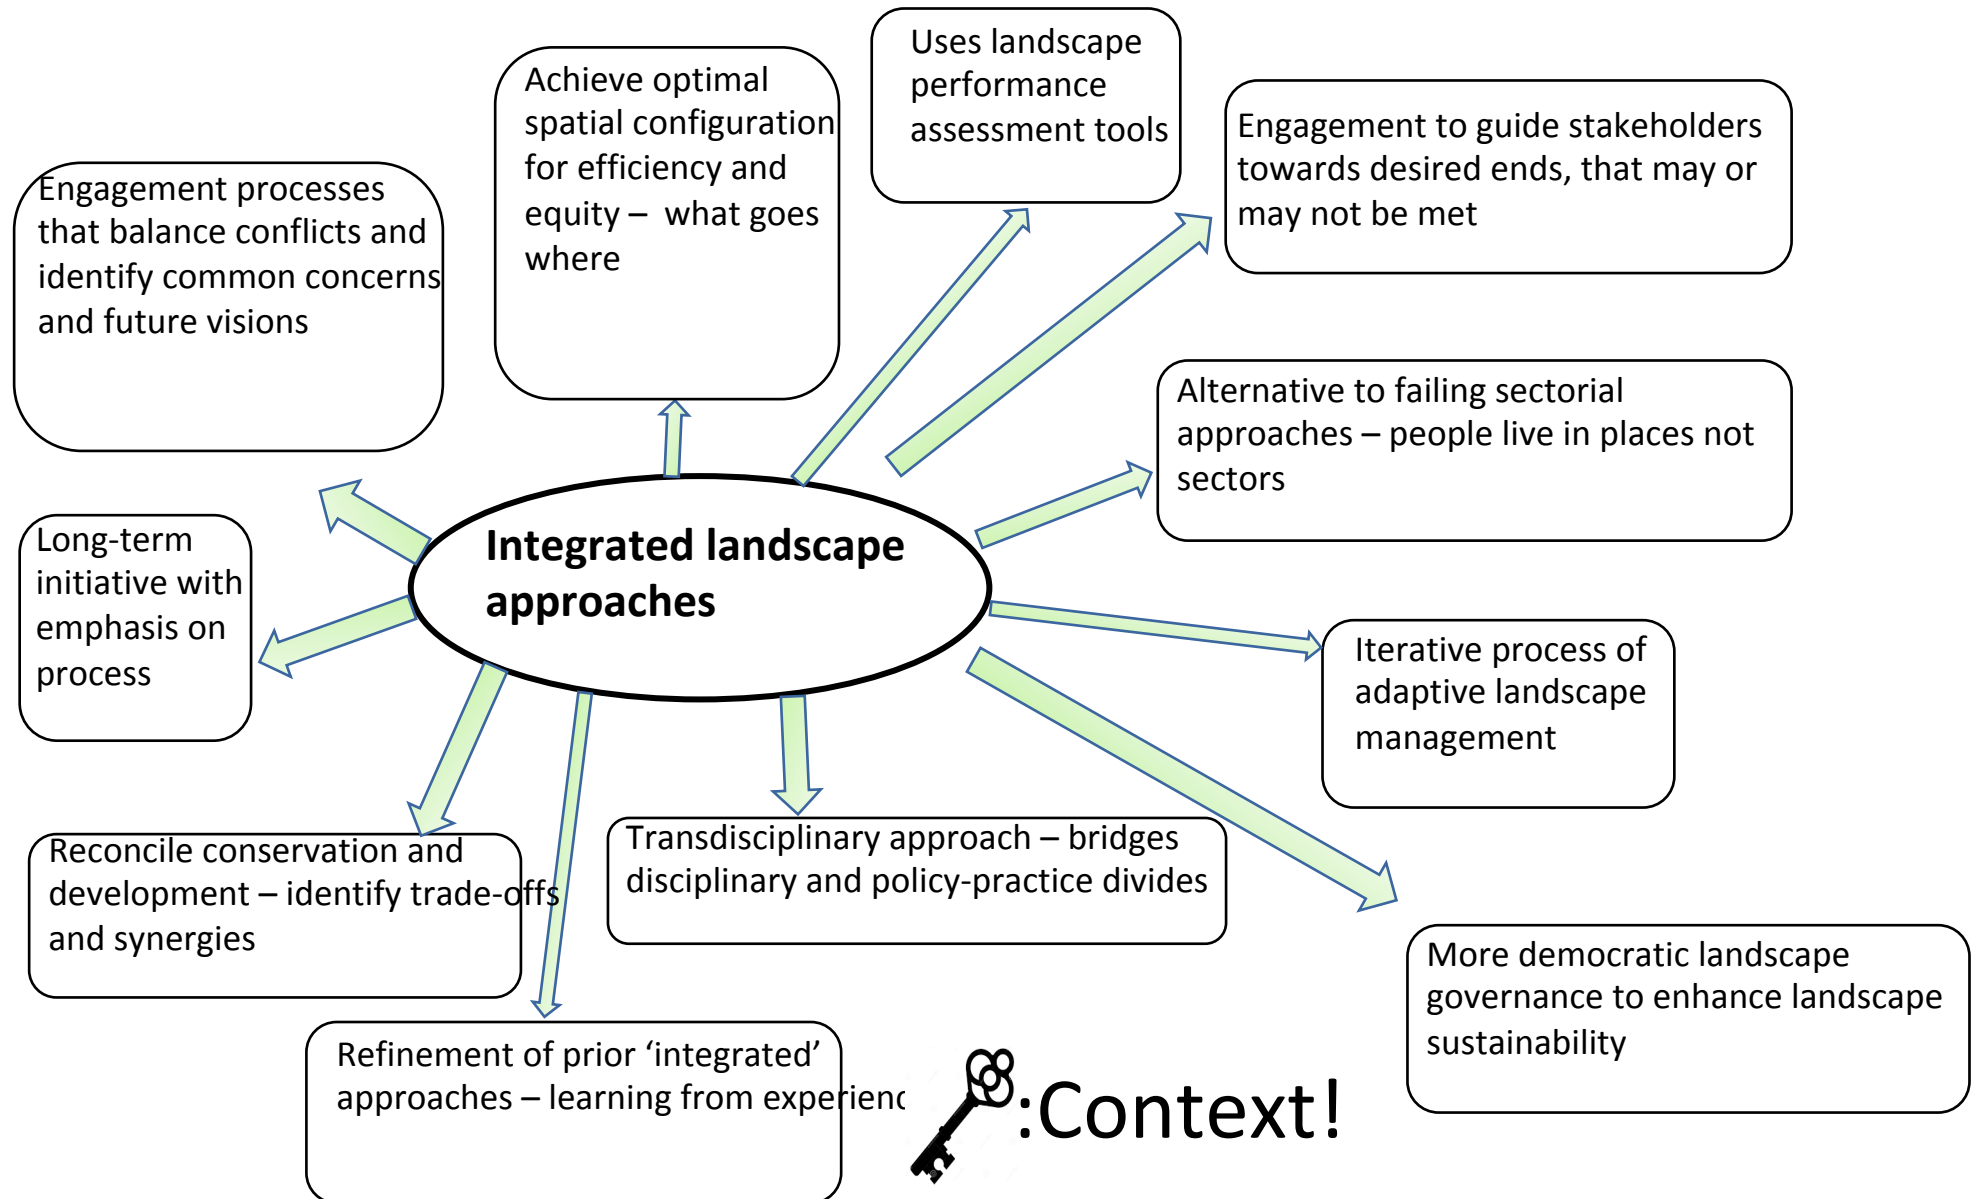 Uses landscape
performance
assessment tools
Achieve optimal
spatial configuration
for efficiency and
equity – what goes
where
Engagement to guide stakeholders
towards desired ends, that may or
may not be met
Engagement processes
that balance conflicts and
identify common concerns
and future visions
Alternative to failing sectorial
approaches – people live in places not
sectors
Integrated landscape
approaches
Long-term
initiative with
emphasis on
process
Iterative process of
adaptive landscape
management
Reconcile conservation and
development – identify trade-offs
and synergies
Transdisciplinary approach – bridges
disciplinary and policy-practice divides
More democratic landscape
governance to enhance landscape
sustainability
Refinement of prior ‘integrated’
approaches – learning from experienc
:Context!